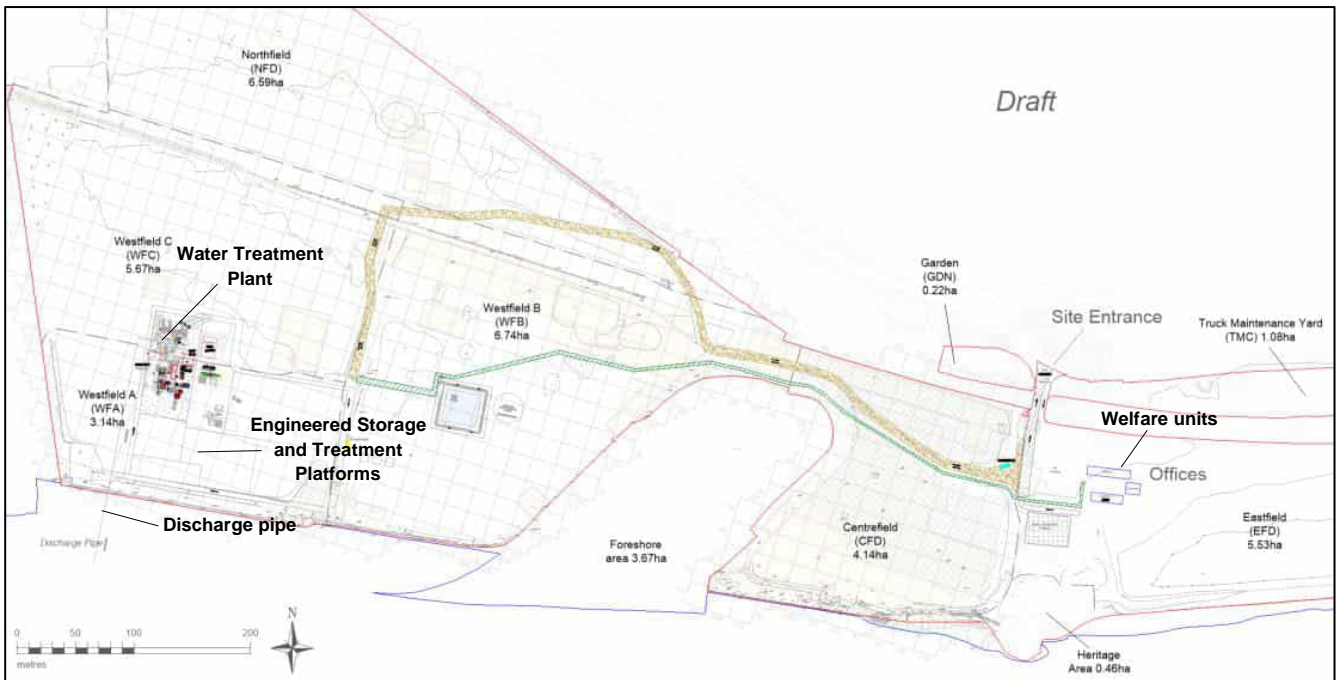 Northfield
(NFD)
6.59ha
Draft
Westfield C
(WFC)
5.67ha
Water Treatment
Plant
Westfield B
(WFB)
6.74ha
Garden
(GDN)
0.22ha
Site Entrance
Truck Maintenance Yard
(TMC) 1.08ha
Westfield A
(WFA)
3.14ha
Engineered Storage
and Treatment
Platforms
Welfare units
Offices
Discharge pipe
Discharge Pipe
Foreshore
area 3.67ha
Centrefield
(CFD)
4.14ha
Eastfield
(EFD)
5.53ha
Heritage
Area 0.46ha
N
0 50 100 200
metres